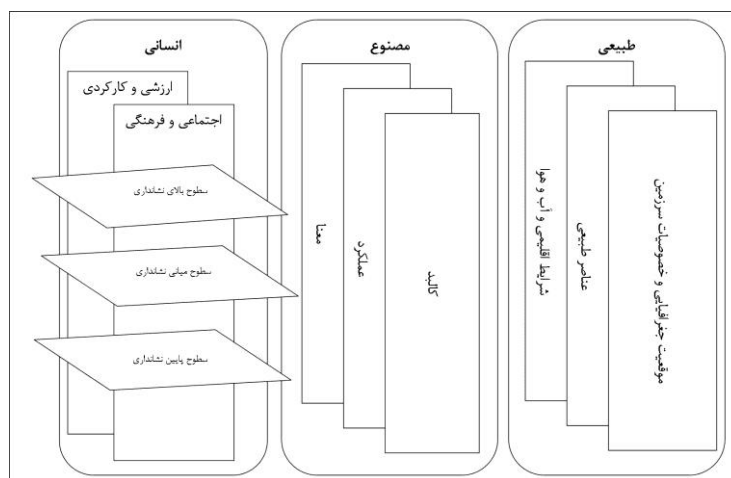 طبیعی
شرایط اقلیمی و آب و هوا
عناصر طبیعی
موقعیت جغرافیایی و خصوصیات سرزمین
مصنوع
معنا
عملکرد
کالبد
انسانی
ارزشی و کارکردی
اجتماعی و فرهنگی
سطوح بالای نشانداری
سطوح میانی نشانداری
سطوح پایین نشانداری